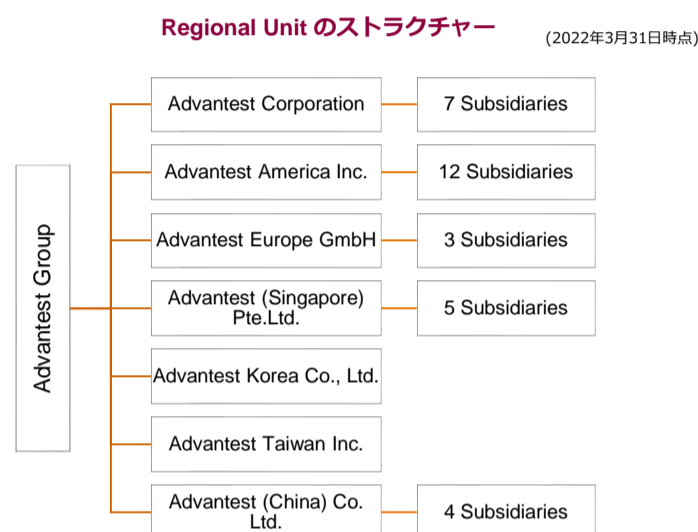 Regional Unit のストラクチャー
(2022年3月31日時点)
Advantest Group
Advantest Corporation
7 Subsidiaries
Advantest America Inc.
12 Subsidiaries
Advantest Europe GmbH
3 Subsidiaries
Advantest (Singapore)
Pte.Ltd.
5 Subsidiaries
Advantest Korea Co., Ltd.
Advantest Taiwan Inc.
Advantest (China) Co.
Ltd.
4 Subsidiaries